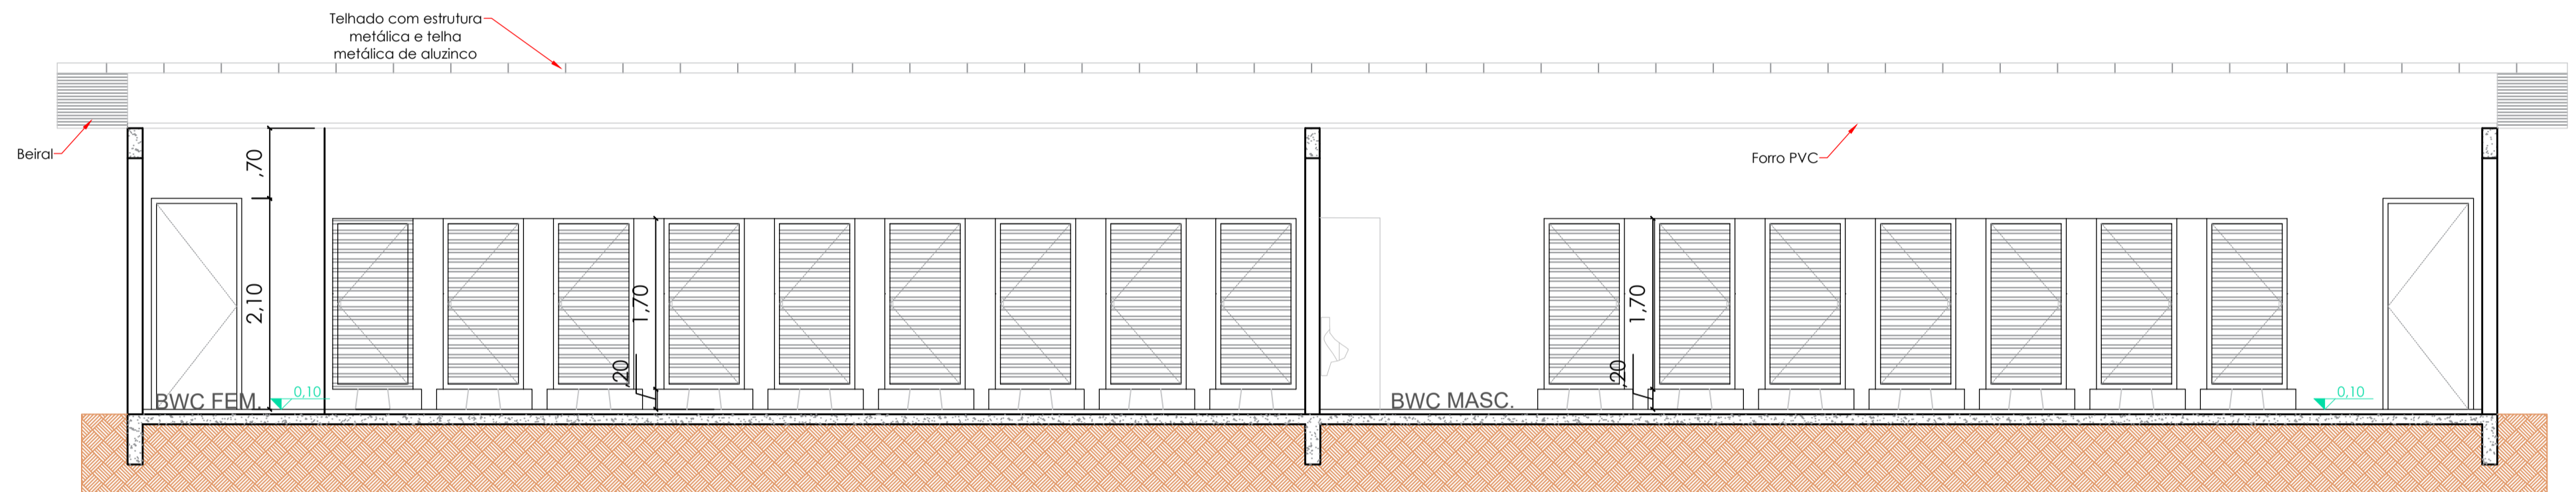 Telhado com estrutura
metálica e telha
metálica de aluzinco
Beiral
Forro PVC
,70
2,10
1,70
,20
1,70
,20
BWC FEM.
0,10
BWC MASC.
0,10